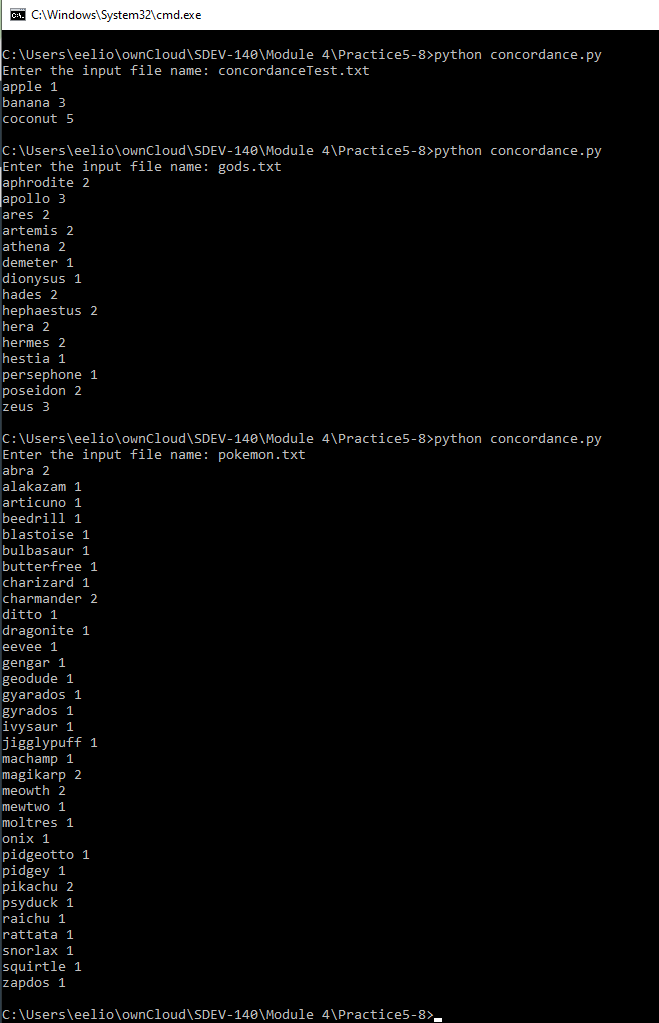 C:\Windows\System32\cmd.exe
C:\Users\eelio\ownCloud\SDEV-140\Module 4\Practice5-8>python concordance.py
Enter the input file name: concordanceTest.txt
apple 1
banana 3
coconut 5
C:\Users\eelio\ownCloud\SDEV-140\Module 4\Practice5-8>python concordance.py
Enter the input file name: gods.txt
aphrodite 2
apollo 3
ares 2
artemis 2
athena 2
demeter 1
dionysus 1
hades 2
hephaestus 2
hera 2
hermes 2
hestia 1
persephone 1
poseidon 2
zeus 3
C:\Users\eelio\ownCloud\SDEV-140\Module 4\Practice5-8>python concordance.py
Enter the input file name: pokemon.txt
abra 2
alakazam 1
articuno 1
beedrill 1
blastoise 1
bulbasaur 1
butterfree 1
charizard 1
charmander 2
ditto 1
dragonite 1
eevee 1
gengar 1
geodude 1
gyarados 1
gyrados 1
ivysaur 1
jigglypuff 1
machamp 1
magikarp 2
meowth 2
mewtwo 1
moltres 1
onix 1
pidgeotto 1
pidgey 1
pikachu 2
psyduck 1
raichu 1
rattata 1
snorlax 1
squirtle 1
zapdos 1
C:\Users\eelio\ownCloud\SDEV-140\Module 4\Practice5-8>